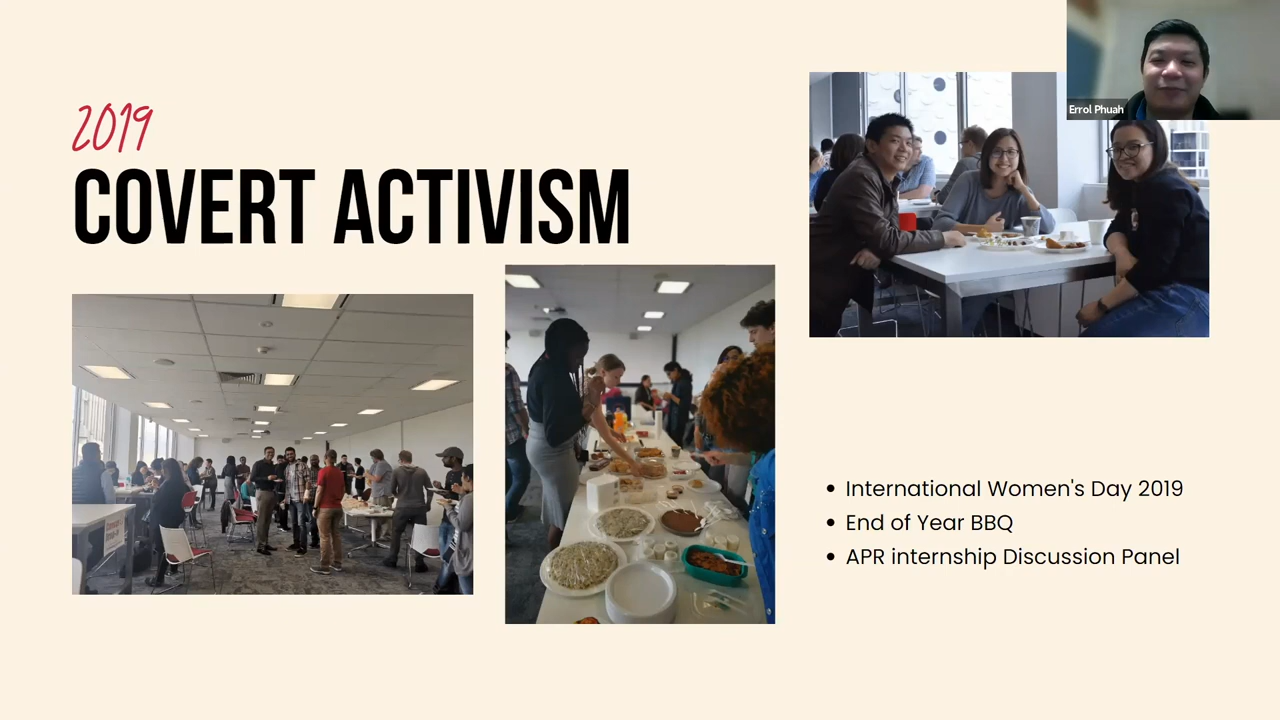 2019
COVERT ACTIVISM
Errol Phuah
• International Women's Day 2019
• End of Year BBQ
• APR internship Discussion Panel